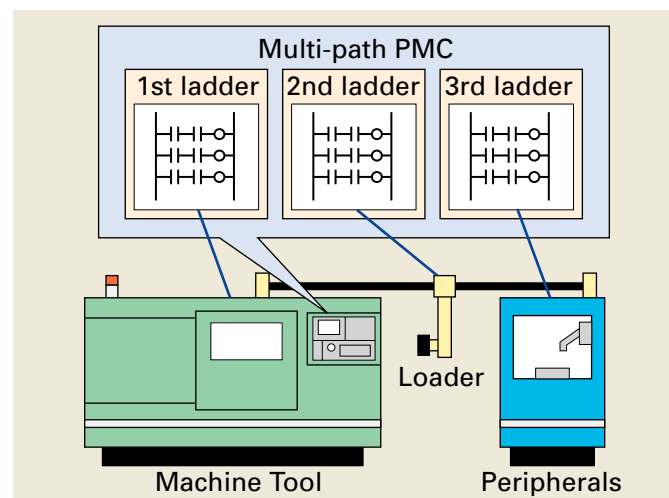 Multi-path PMC
1st ladder
2nd ladder
3rd ladder
Loader
Machine Tool
Peripherals